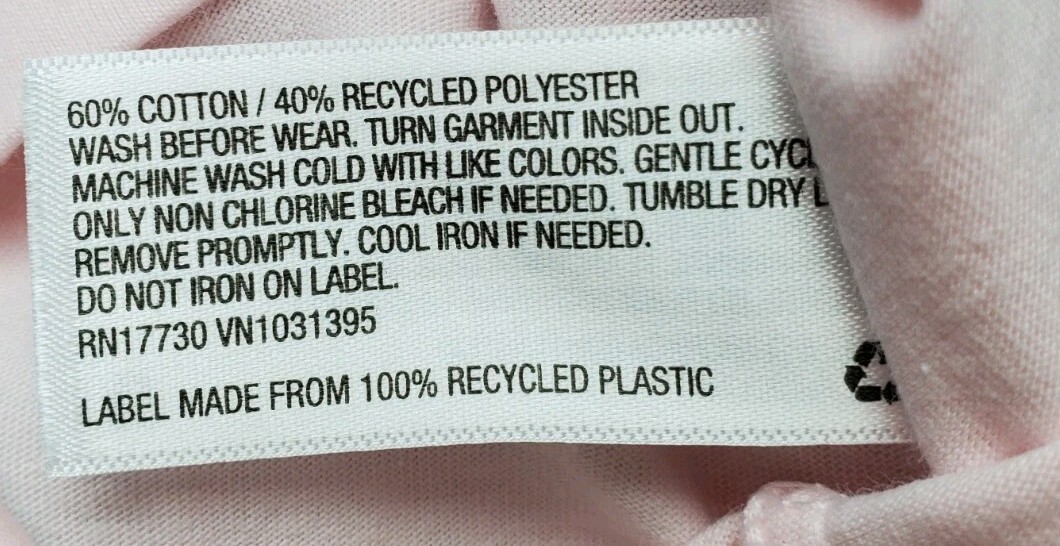 60% COTTON / 40% RECYCLED POLYESTER
WASH BEFORE WEAR. TURN GARMENT INSIDE OUT.
MACHINE WASH COLD WITH LIKE COLORS. GENTLE
ONLY NON CHLORINE BLEACH IF NEEDED. TUMBLE DRY
REMOVE PROMPTLY. COOL IRON IF NEEDED.
DO NOT IRON ON LABEL.
RN17730 VN1031395
LABEL MADE FROM 100% RECYCLED PLASTIC